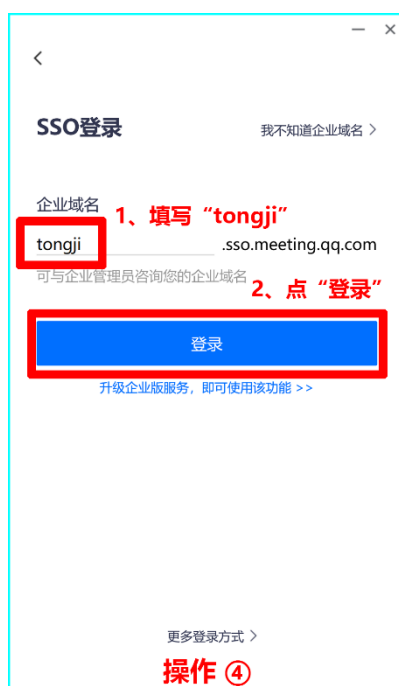 SSO登录
我不知道企业域名 >
企业域名
1、填写“tongji”
tongji .sso.meeting.qq.com
可与企业管理员咨询您的企业域名
2、点“登录”
登录
升级企业版服务，即可使用该功能 >>
更多登录方式 >
操作 ④